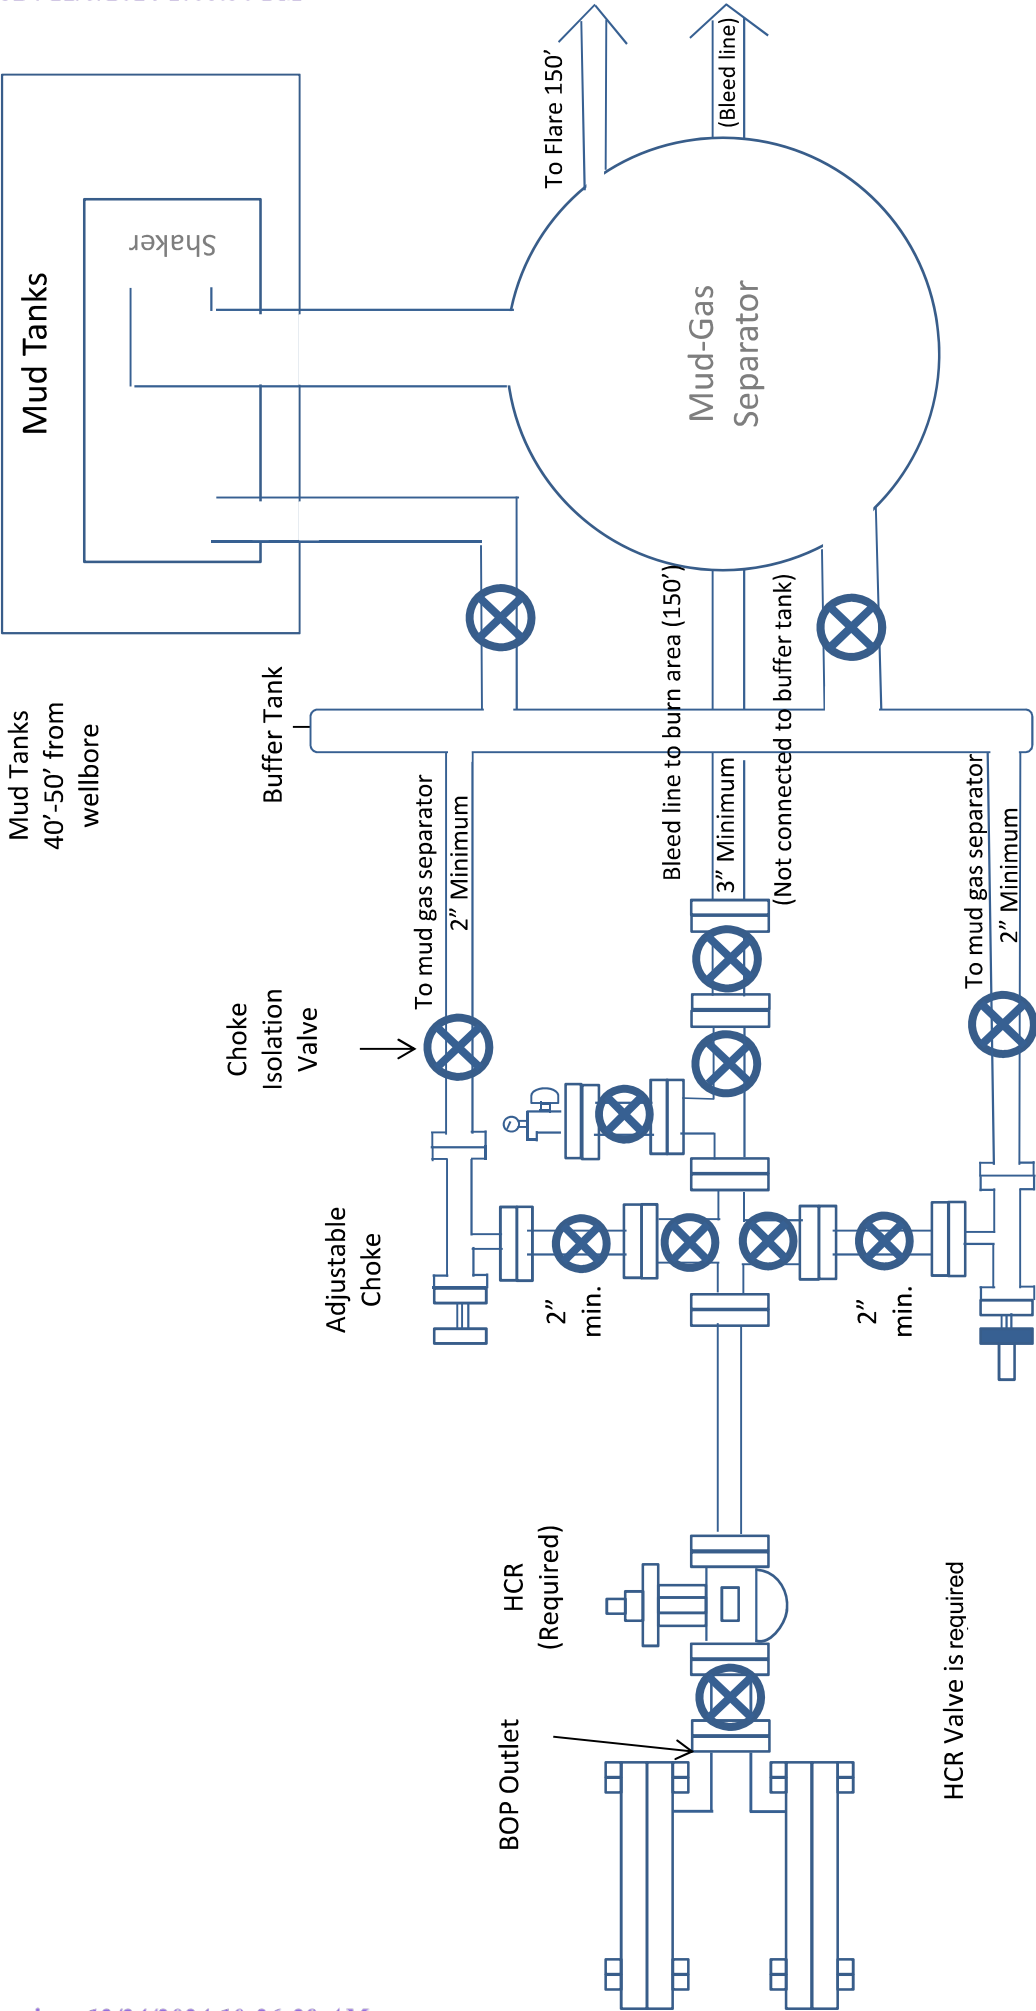 Mud Tanks
Shaker
To Flare 150’
(Bleed line)
Mud-Gas
Separator
Mud Tanks
40’-50’ from
wellbore
Buffer Tank
Bleed line to burn area (150’)
3” Minimum
(Not connected to buffer tank)
To mud gas separator
2” Minimum
To mud gas separator
2” Minimum
Choke
Isolation
Valve
Adjustable
Choke
2”
min.
2”
min.
HCR
(Required)
BOP Outlet
HCR Valve is required